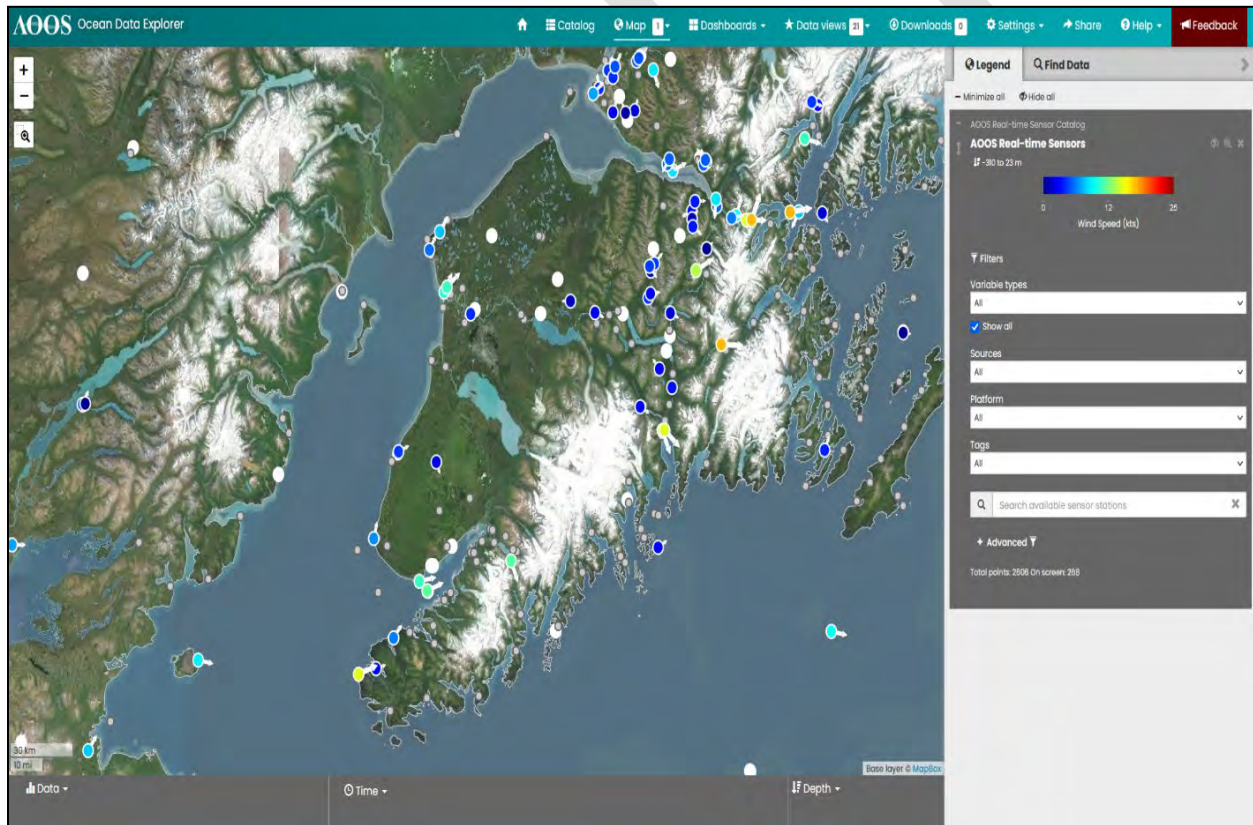 AOOS Ocean Data Explorer
Catalog
Map 1
Dashboards
Data views 21
Downloads 0
Settings
Share
Help
Feedback
+
−
Legend
Find Data
− Minimize all
Hide all
AOOS Real-time Sensor Catalog
AOOS Real-time Sensors
-310 to 23 m
0 12 25
Wind Speed (kts)
Filters
Variable types
All
Show all
Sources
All
Platform
All
Tags
All
Search available sensor stations
+ Advanced
Total points: 2606 On screen: 288
30 km
10 mi
Base layer © MapBox
Data
Time
Depth